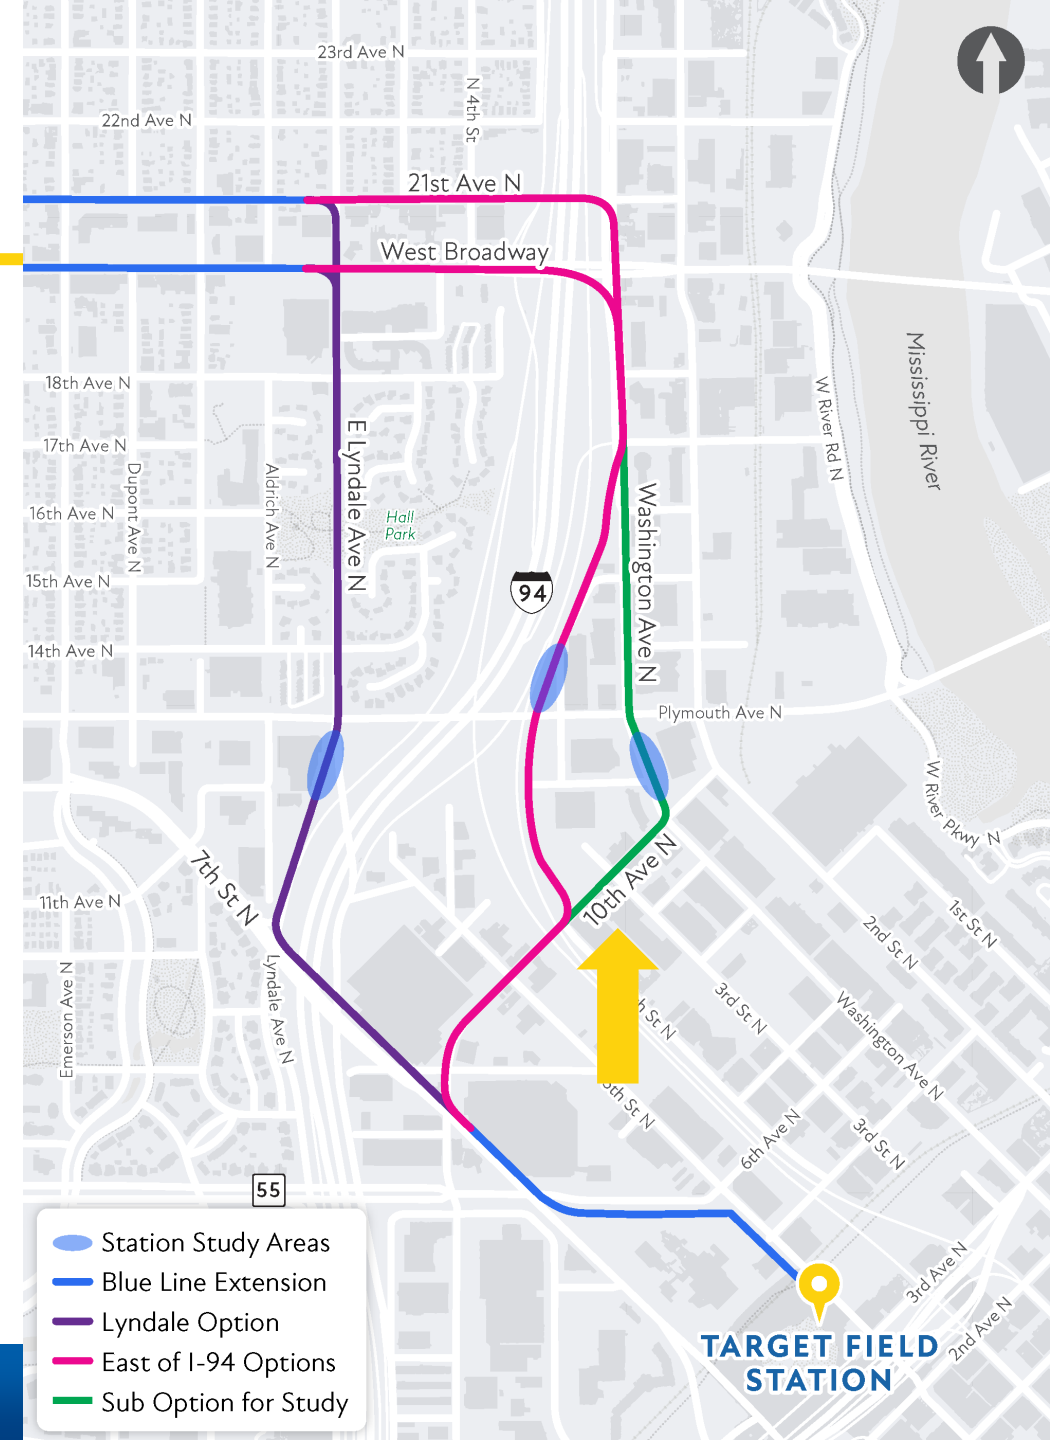 23rd Ave N
N 4th St
22nd Ave N
21st Ave N
West Broadway
Mississippi River
18th Ave N
W River Rd N
17th Ave N
E Lyndale Ave N
Dupont Ave N
Aldrich Ave N
Washington Ave N
16th Ave N
Hall
Park
15th Ave N
94
14th Ave N
Plymouth Ave N
W River Pkwy N
7th St N
10th Ave N
11th Ave N
1st St N
2nd St N
Emerson Ave N
Lyndale Ave N
3rd St N
Washington Ave N
h St N
5th St N
6th Ave N
3rd St N
55
3rd Ave N
2nd Ave N
Station Study Areas
Blue Line Extension
Lyndale Option
East of I-94 Options
Sub Option for Study
TARGET FIELD
STATION